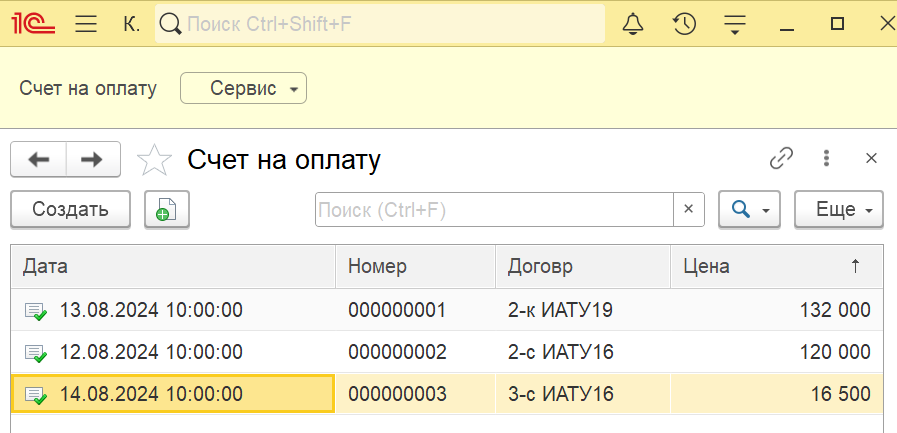 1С К. Поиск Ctrl+Shift+F
Счет на оплату Сервис
Счет на оплату
Создать Поиск (Ctrl+F) × Еще
Дата Номер Договр Цена ↑
13.08.2024 10:00:00 000000001 2-к ИАТУ19 132 000
12.08.2024 10:00:00 000000002 2-с ИАТУ16 120 000
14.08.2024 10:00:00 000000003 3-с ИАТУ16 16 500